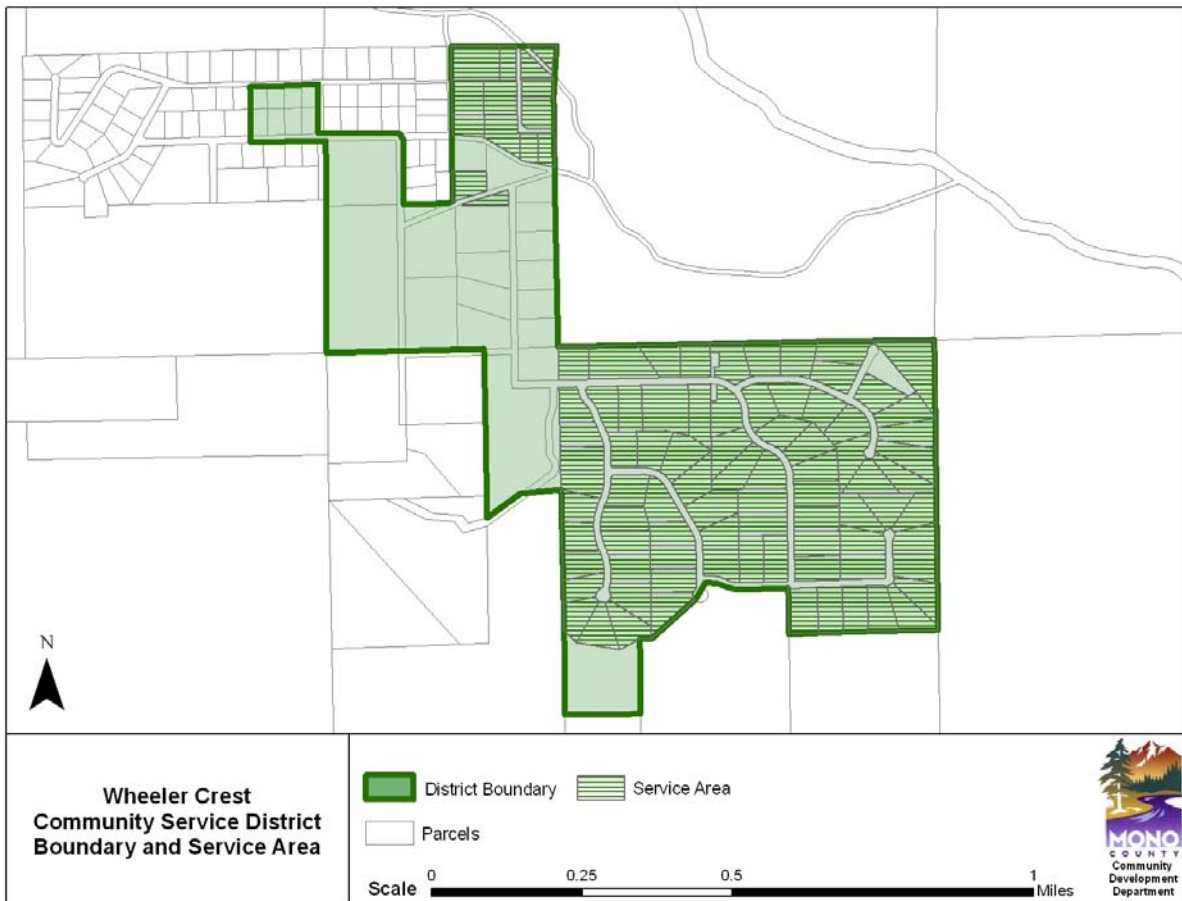 N
Wheeler Crest
Community Service District
Boundary and Service Area
District Boundary
Service Area
Parcels
Scale
0
0.25
0.5
1
Miles
MONO
COUNTY
Community
Development
Department